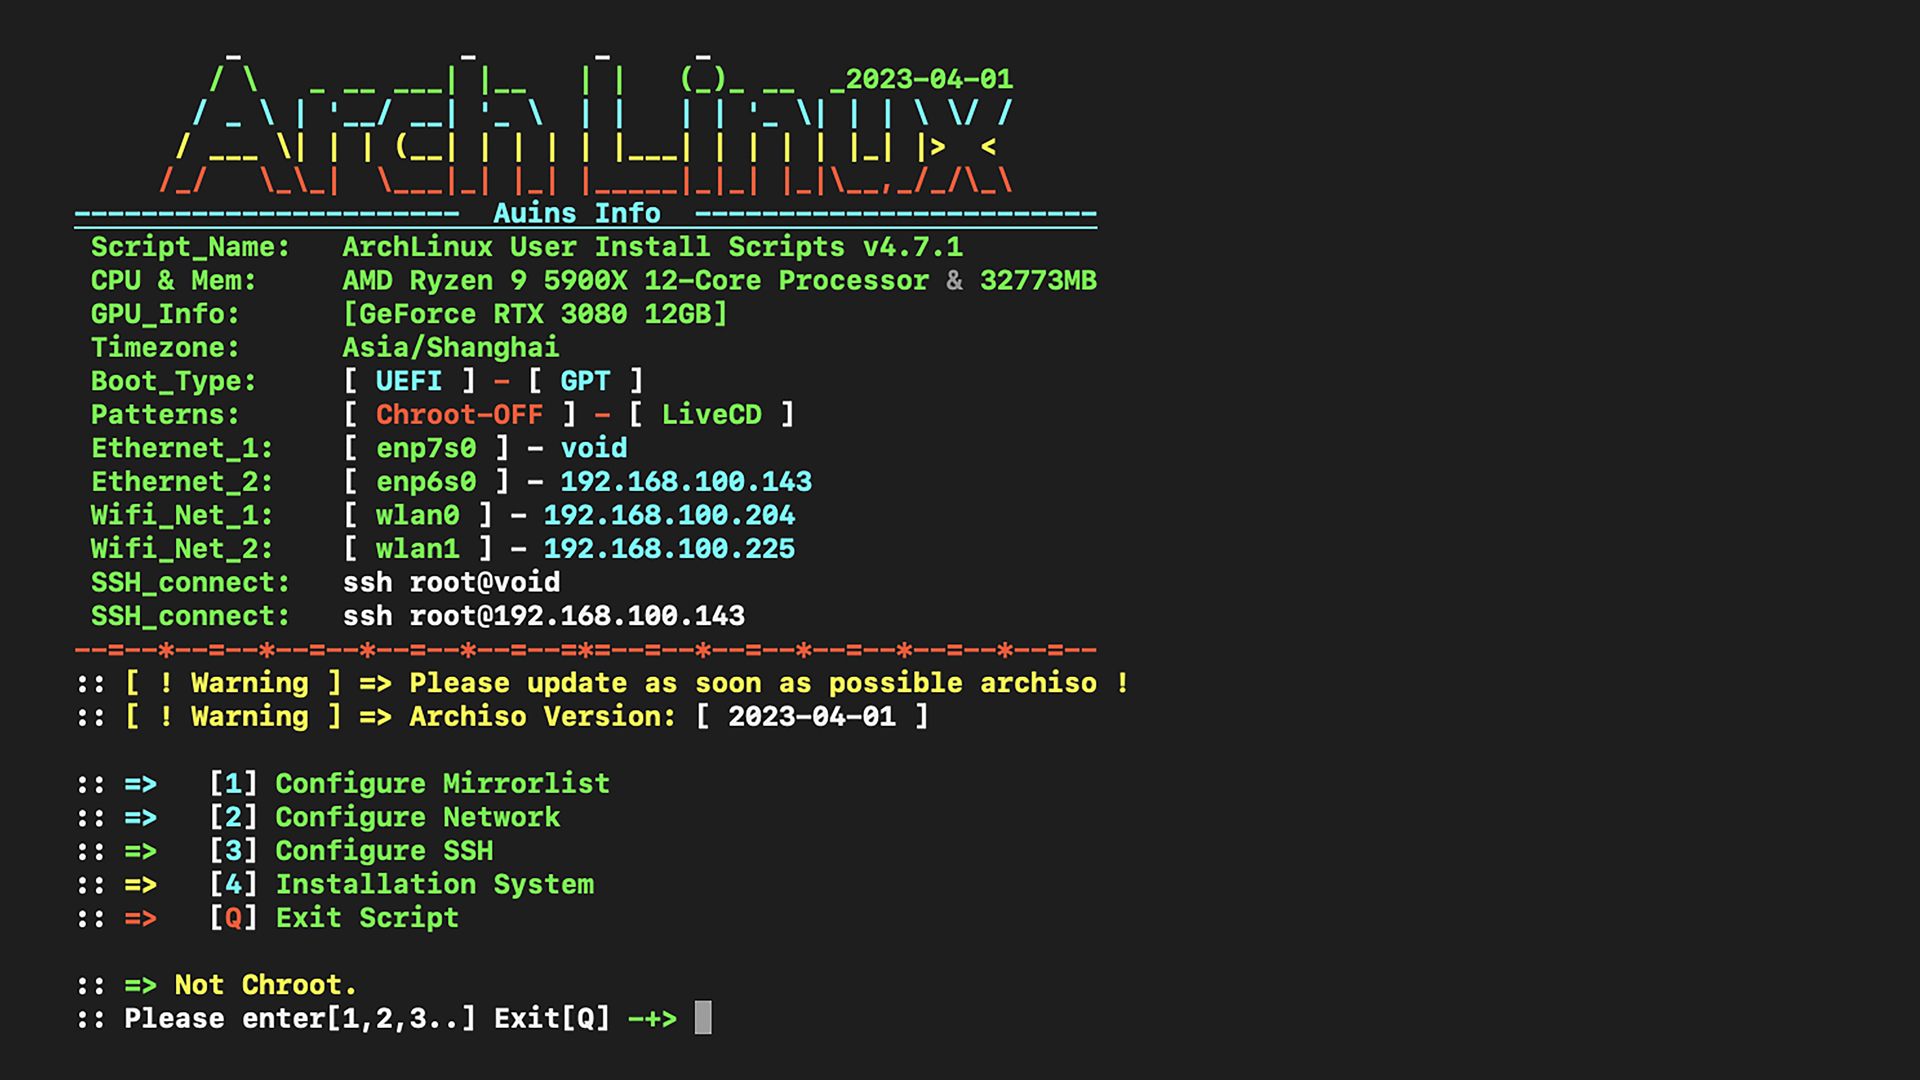 ArchLinux
2023-04-01
---------------------- Auins Info -----------------------
Script_Name: ArchLinux User Install Scripts v4.7.1
CPU & Mem: AMD Ryzen 9 5900X 12-Core Processor & 32773MB
GPU_Info: [GeForce RTX 3080 12GB]
Timezone: Asia/Shanghai
Boot_Type: [ UEFI ] - [ GPT ]
Patterns: [ Chroot-OFF ] - [ LiveCD ]
Ethernet_1: [ enp7s0 ] - void
Ethernet_2: [ enp6s0 ] - 192.168.100.143
Wifi_Net_1: [ wlan0 ] - 192.168.100.204
Wifi_Net_2: [ wlan1 ] - 192.168.100.225
SSH_connect: ssh root@void
SSH_connect: ssh root@192.168.100.143
--=--*--=--*--=--*--=--*--=--=*=--=--*--=--*--=--*--=--*--=--
:: [ ! Warning ] => Please update as soon as possible archiso !
:: [ ! Warning ] => Archiso Version: [ 2023-04-01 ]
:: => [1] Configure Mirrorlist
:: => [2] Configure Network
:: => [3] Configure SSH
:: => [4] Installation System
:: => [Q] Exit Script
:: => Not Chroot.
:: Please enter[1,2,3..] Exit[Q] -+>